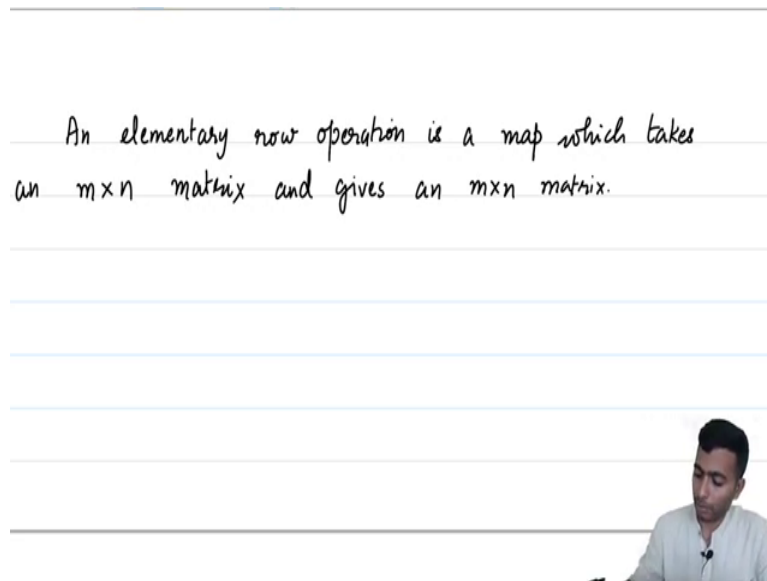 An elementary row operation is a map which takes
an m×n matrix and gives an m×n matrix.